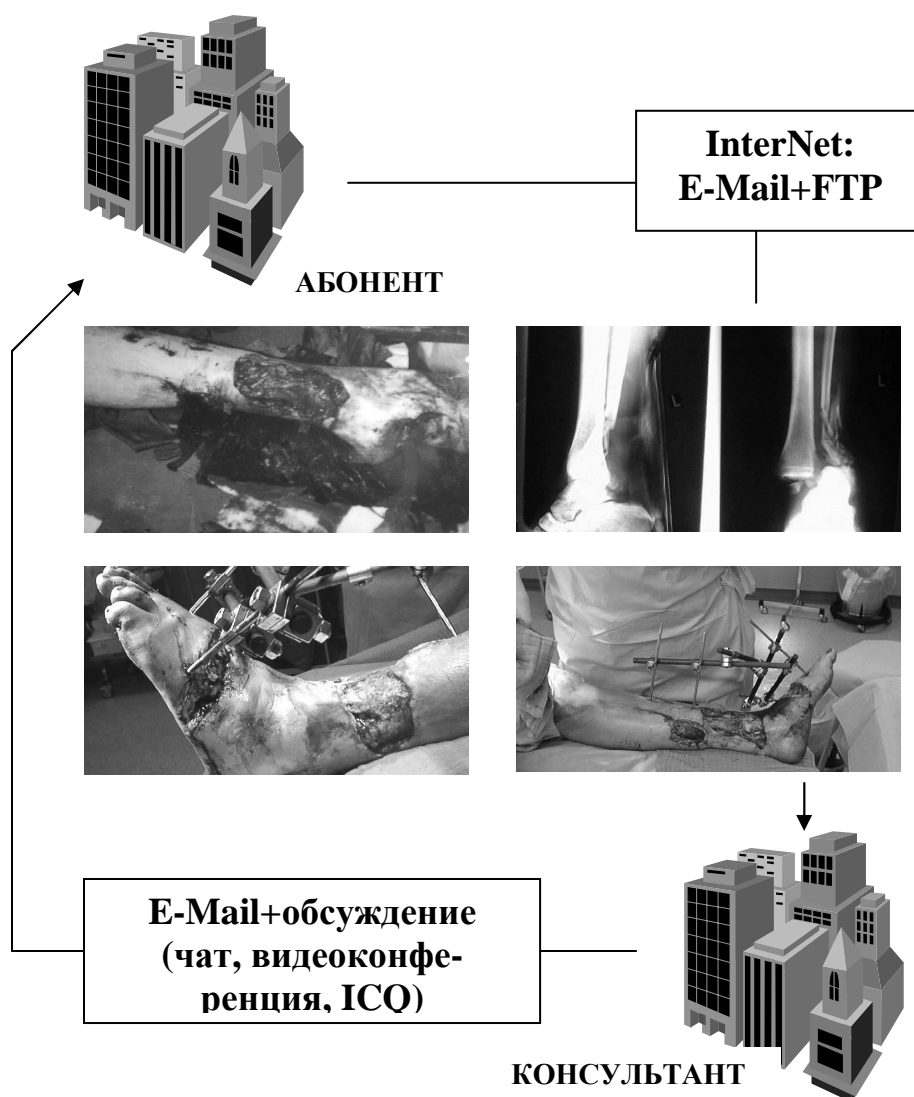 InterNet:
E-Mail+FTP
АБОНЕНТ
L
L
E-Mail+обсуждение
(чат, видеоконфе-
ренция, ICQ)
КОНСУЛЬТАНТ